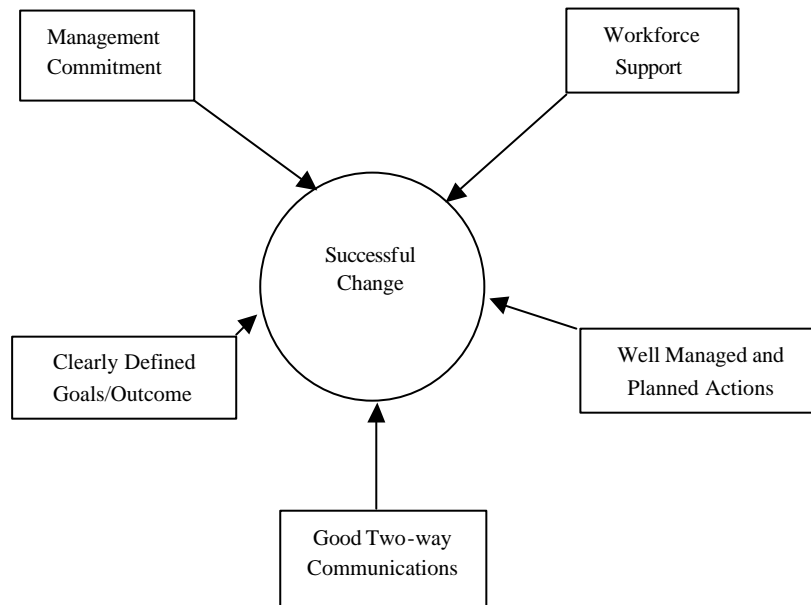 Management
Commitment
Workforce
Support
Successful
Change
Clearly Defined
Goals/Outcome
Well Managed and
Planned Actions
Good Two-way
Communications